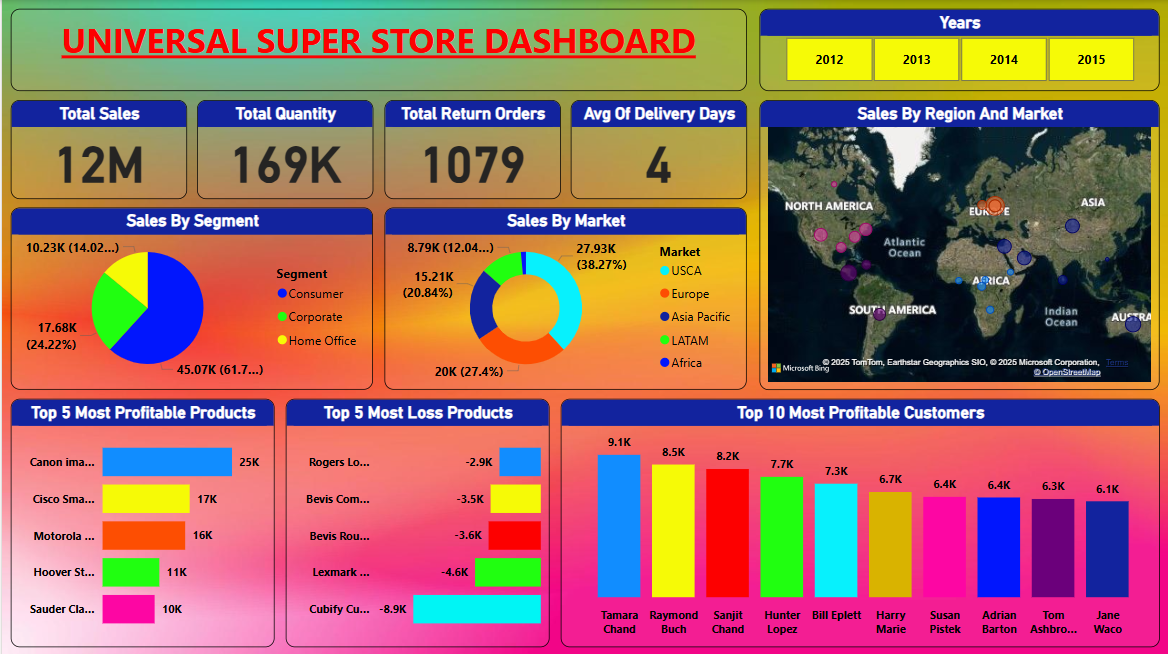 UNIVERSAL SUPER STORE DASHBOARD
Years
2012
2013
2014
2015
Total Sales
12M
Total Quantity
169K
Total Return Orders
1079
Avg Of Delivery Days
4
Sales By Region And Market
NORTH AMERICA
EUROPE
ASIA
Atlantic
Ocean
AFRICA
SOUTH AMERICA
Indian
Ocean
AUSTRA
Microsoft Bing
© 2025 TomTom, Earthstar Geographics SIO, © 2025 Microsoft Corporation, Terms
© OpenStreetMap
Sales By Segment
10.23K (14.02...)
17.68K
(24.22%)
45.07K (61.7...)
Segment
Consumer
Corporate
Home Office
Sales By Market
8.79K (12.04...)
27.93K
(38.27%)
15.21K
(20.84%)
20K (27.4%)
Market
USCA
Europe
Asia Pacific
LATAM
Africa
Top 5 Most Profitable Products
Canon ima... 25K
Cisco Sma... 17K
Motorola ... 16K
Hoover St... 11K
Sauder Cla... 10K
Top 5 Most Loss Products
Rogers Lo... -2.9K
Bevis Com... -3.5K
Bevis Rou... -3.6K
Lexmark ... -4.6K
Cubify Cu... -8.9K
Top 10 Most Profitable Customers
9.1K
8.5K
8.2K
7.7K
7.3K
6.7K
6.4K
6.4K
6.3K
6.1K
Tamara
Chand
Raymond
Buch
Sanjit
Chand
Hunter
Lopez
Bill Eplett
Harry
Marie
Susan
Pistek
Adrian
Barton
Tom
Ashbro...
Jane
Waco